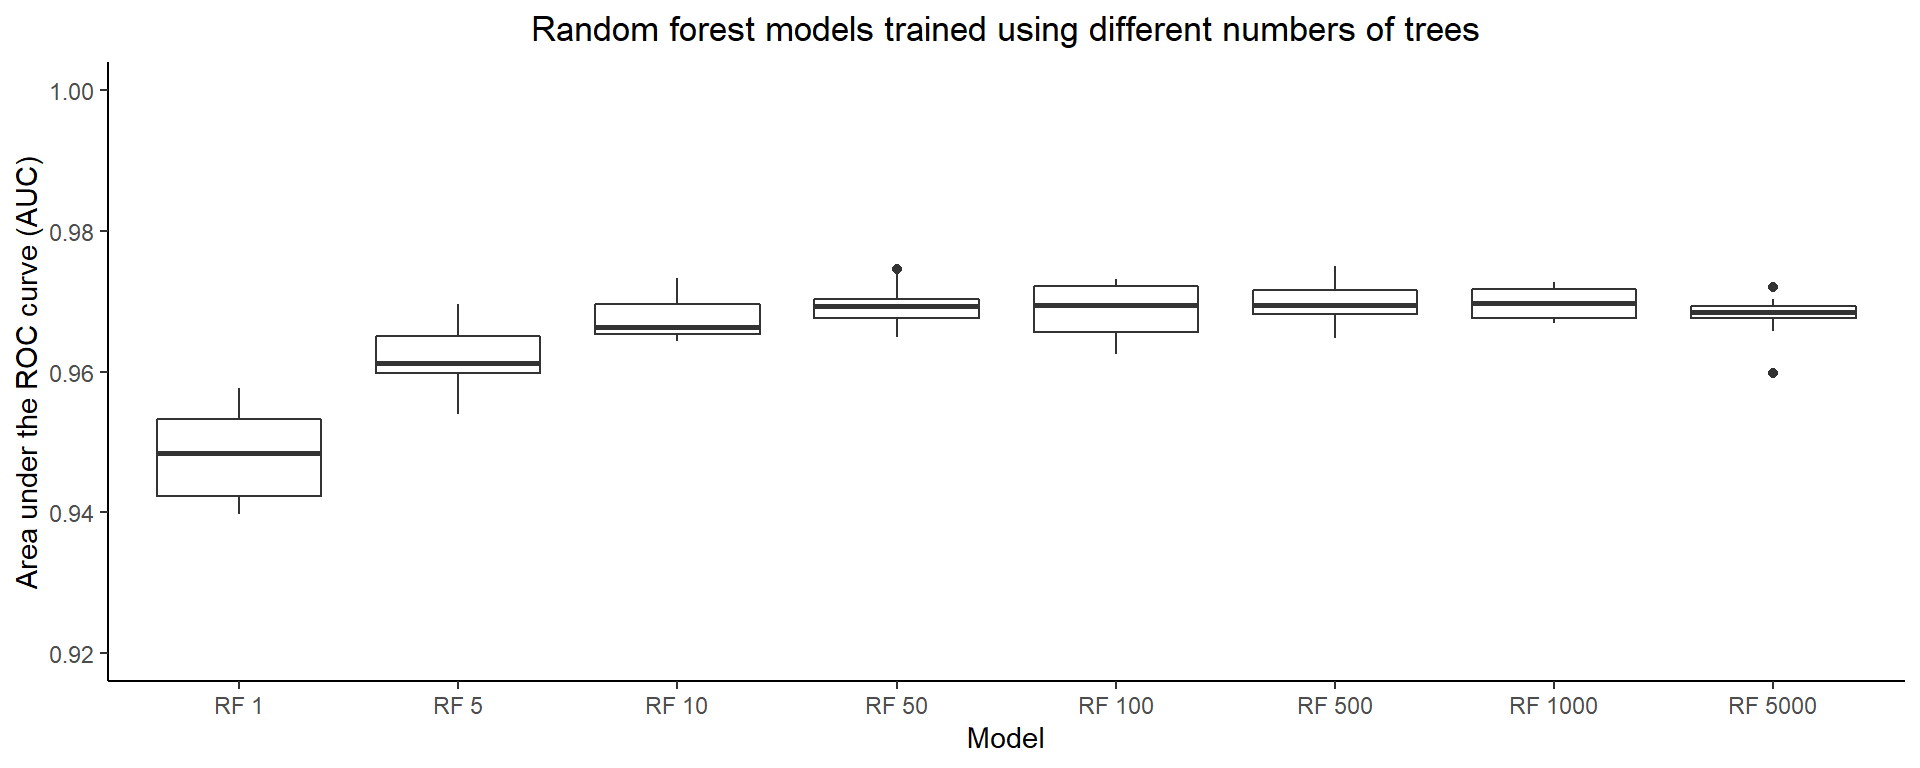 Random forest models trained using different numbers of trees
Area under the ROC curve (AUC)
1.00
0.98
0.96
0.94
0.92
RF 1
RF 5
RF 10
RF 50
RF 100
RF 500
RF 1000
RF 5000
Model